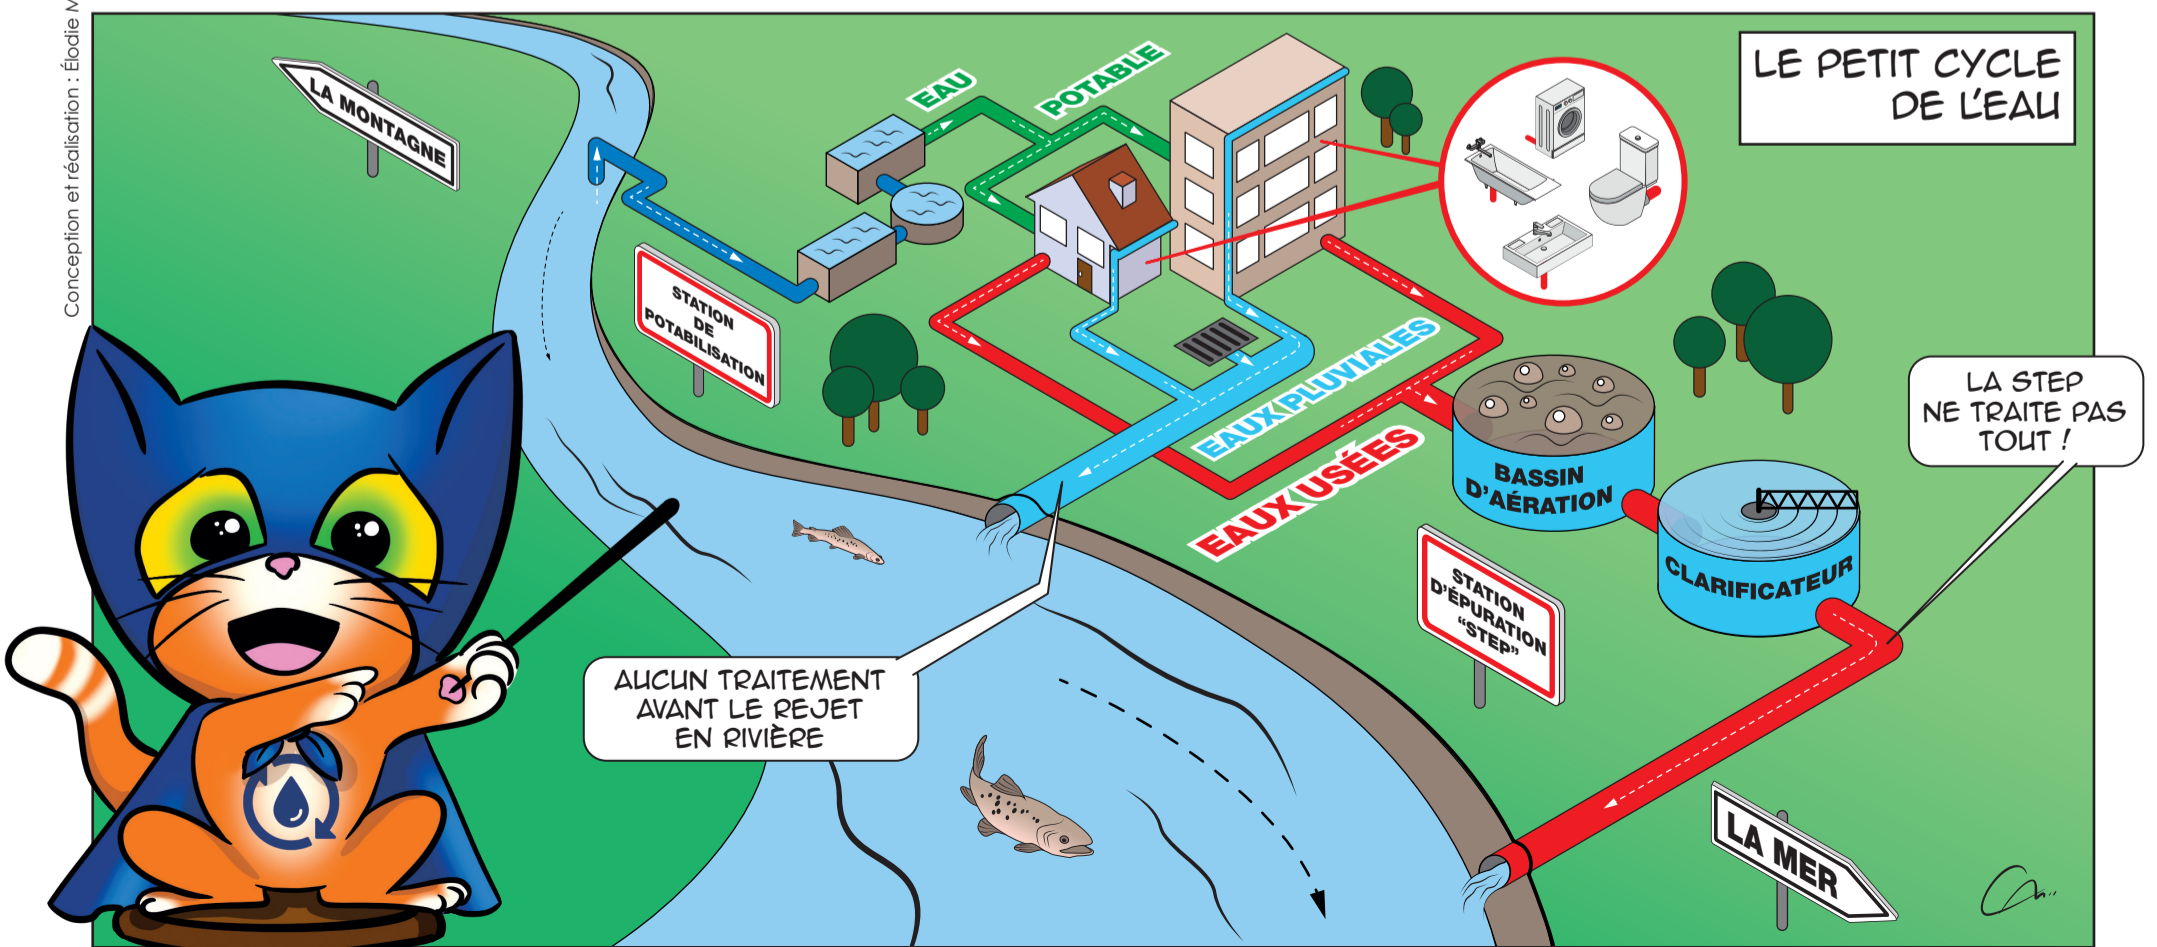 Conception et réalisation : Élodie
LE PETIT CYCLE
DE L'EAU
LA MONTAGNE
EAU
POTABLE
STATION
DE
POTABILISATION
EAUX PLUVIALES
EAUX USÉES
BASSIN
D'AÉRATION
CLARIFICATEUR
LA STEP
NE TRAITE PAS
TOUT !
STATION
D'ÉPURATION
"STEP"
AUCUN TRAITEMENT
AVANT LE REJET
EN RIVIÈRE
LA MER